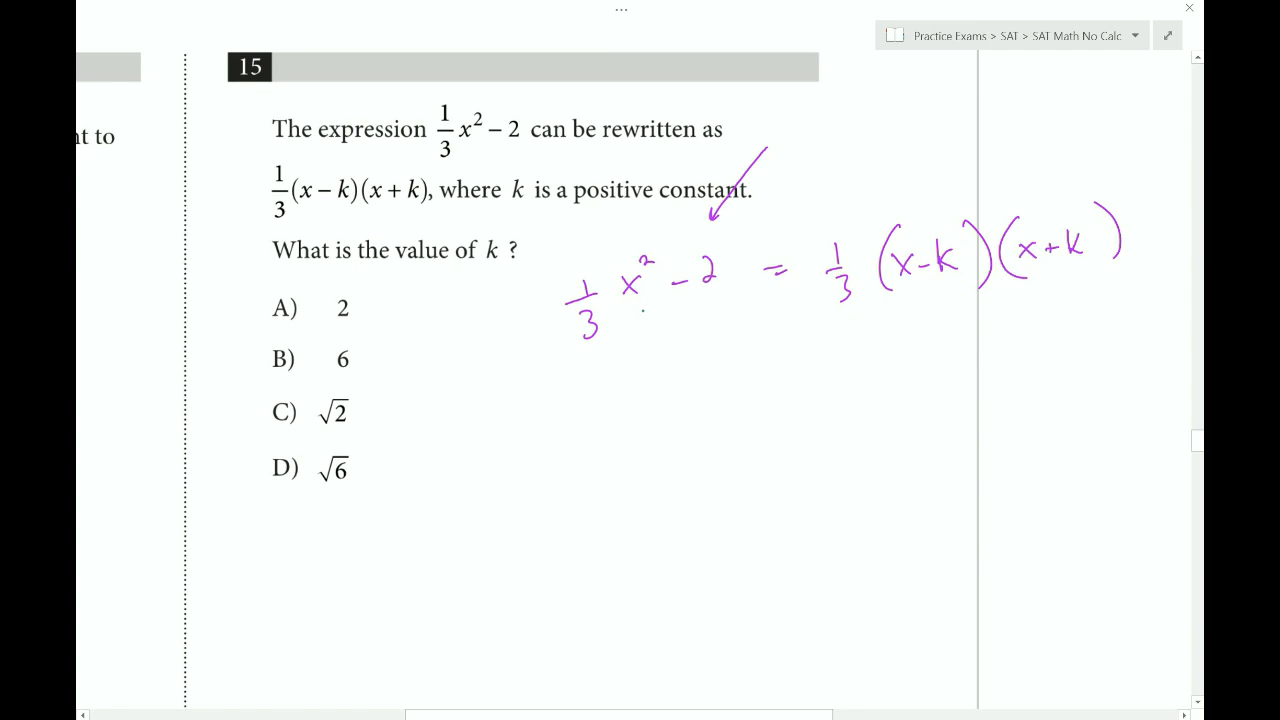 ...
Practice Exams > SAT > SAT Math No Calc
15
nt to
The expression 1/3 x² – 2 can be rewritten as
1/3 (x – k)(x + k), where k is a positive constant.
What is the value of k ?
1/3 x² - 2 = 1/3 (x - k)(x + k)
A) 2
B) 6
C) √2
D) √6